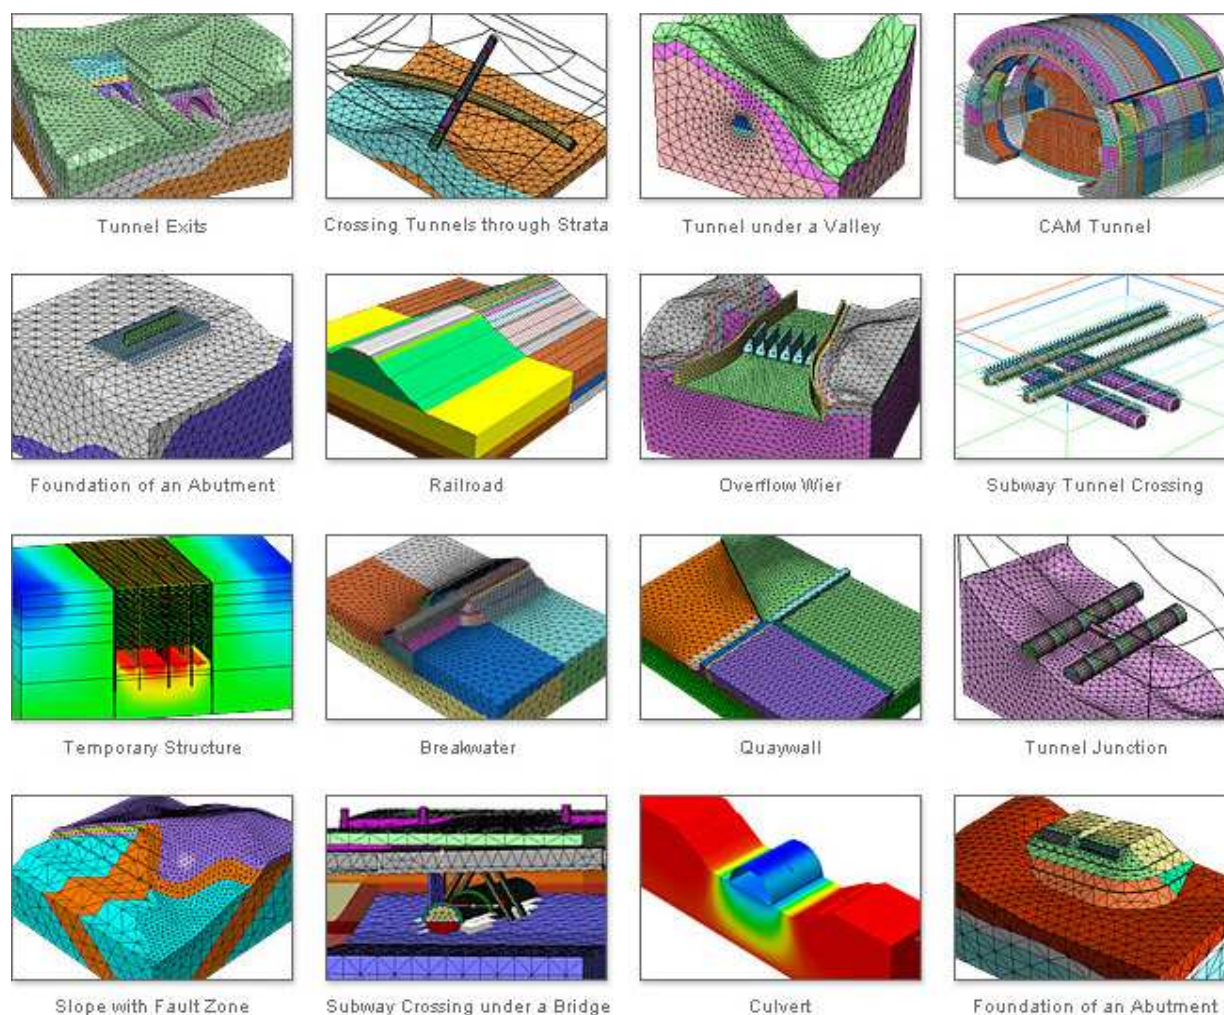 Tunnel Exits
Crossing Tunnels through Strata
Tunnel under a Valley
CAM Tunnel
Foundation of an Abutment
Railroad
Overflow Wier
Subway Tunnel Crossing
Temporary Structure
Breakwater
Quaywall
Tunnel Junction
Slope with Fault Zone
Subway Crossing under a Bridge
Culvert
Foundation of an Abutment